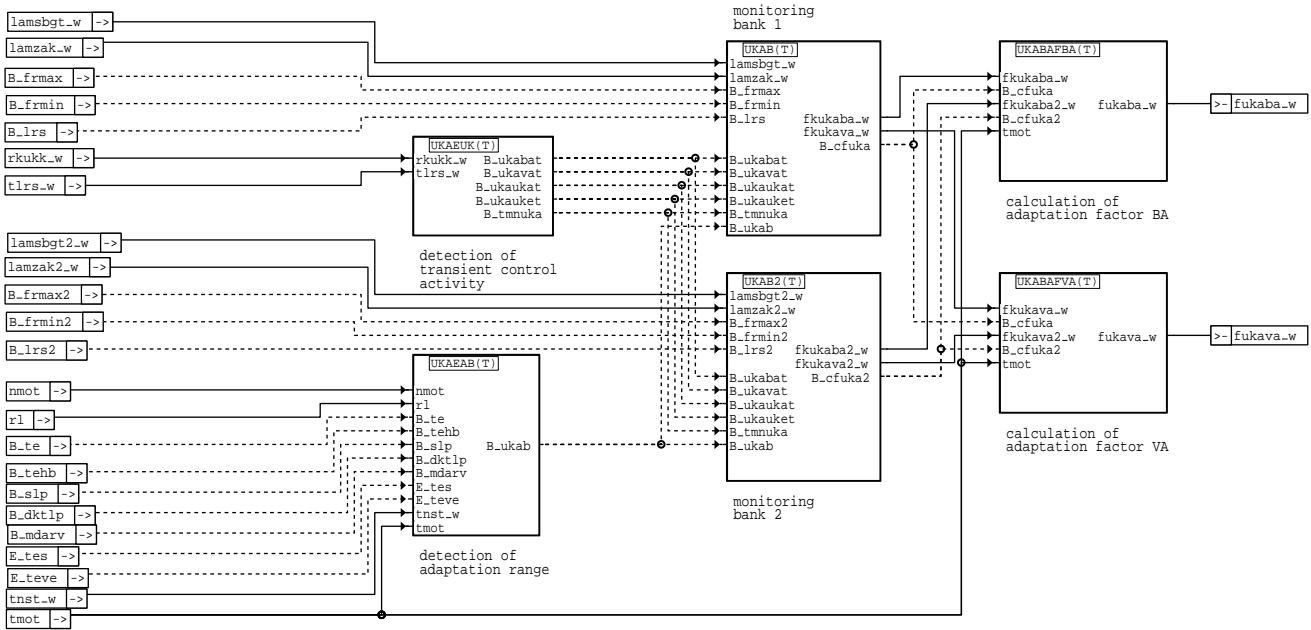 lamsbgt_w ->
lamzak_w ->
B_frmax ->
B_frmin ->
B_lrs ->
rkukk_w ->
tlrs_w ->
lamsbgt2_w ->
lamzak2_w ->
B_frmax2 ->
B_frmin2 ->
B_lrs2 ->
nmot ->
rl ->
B_te ->
B_tehb ->
B_slp ->
B_dktlp ->
B_mdarv ->
E_tes ->
E_teve ->
tnst_w ->
tmot ->
UKAEUK(T)
rkukk_w B_ukabat
tlrs_w B_ukavat
B_ukaukat
B_ukauket
B_tmnuka
detection of
transient control
activity
UKAEAB(T)
nmot
rl
B_te
B_tehb
B_slp B_ukab
B_dktlp
B_mdarv
E_tes
E_teve
tnst_w
tmot
detection of
adaptation range
monitoring
bank 1
UKAB(T)
lamsbgt_w
lamzak_w
B_frmax
B_frmin
B_lrs fkukaba_w
fkukava_w
B_cfuka
B_ukabat
B_ukavat
B_ukaukat
B_ukauket
B_tmnuka
B_ukab
UKAB2(T)
lamsbgt2_w
lamzak2_w
B_frmax2
B_frmin2
B_lrs2 fkukaba2_w
fkukava2_w
B_ukabat B_cfuka2
B_ukavat
B_ukaukat
B_ukauket
B_tmnuka
B_ukab
monitoring
bank 2
UKABAFBA(T)
fkukaba_w
B_cfuka
fkukaba2_w fukaba_w
B_cfuka2
tmot
calculation of
adaptation factor BA
>- fukaba_w
UKABAFVA(T)
fkukava_w
B_cfuka
fkukava2_w fukava_w
B_cfuka2
tmot
calculation of
adaptation factor VA
>- fukava_w